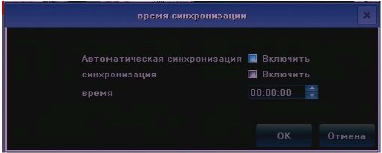 время синхронизации
Автоматическая синхронизация Включить
синхронизация Включить
время 00:00:00
OK Отмена